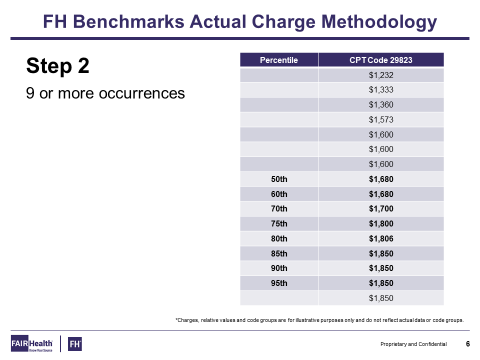 FH Benchmarks Actual Charge Methodology
Step 2
9 or more occurrences
Percentile CPT Code 29823
$1,232
$1,333
$1,360
$1,573
$1,600
$1,600
$1,600
50th $1,680
60th $1,680
70th $1,700
75th $1,800
80th $1,806
85th $1,850
90th $1,850
95th $1,850
$1,850
*Charges, relative values and code groups are for illustrative purposes only and do not reflect actual data or code groups.
FAIR Health
Know Your Source
FH
Proprietary and Confidential 6